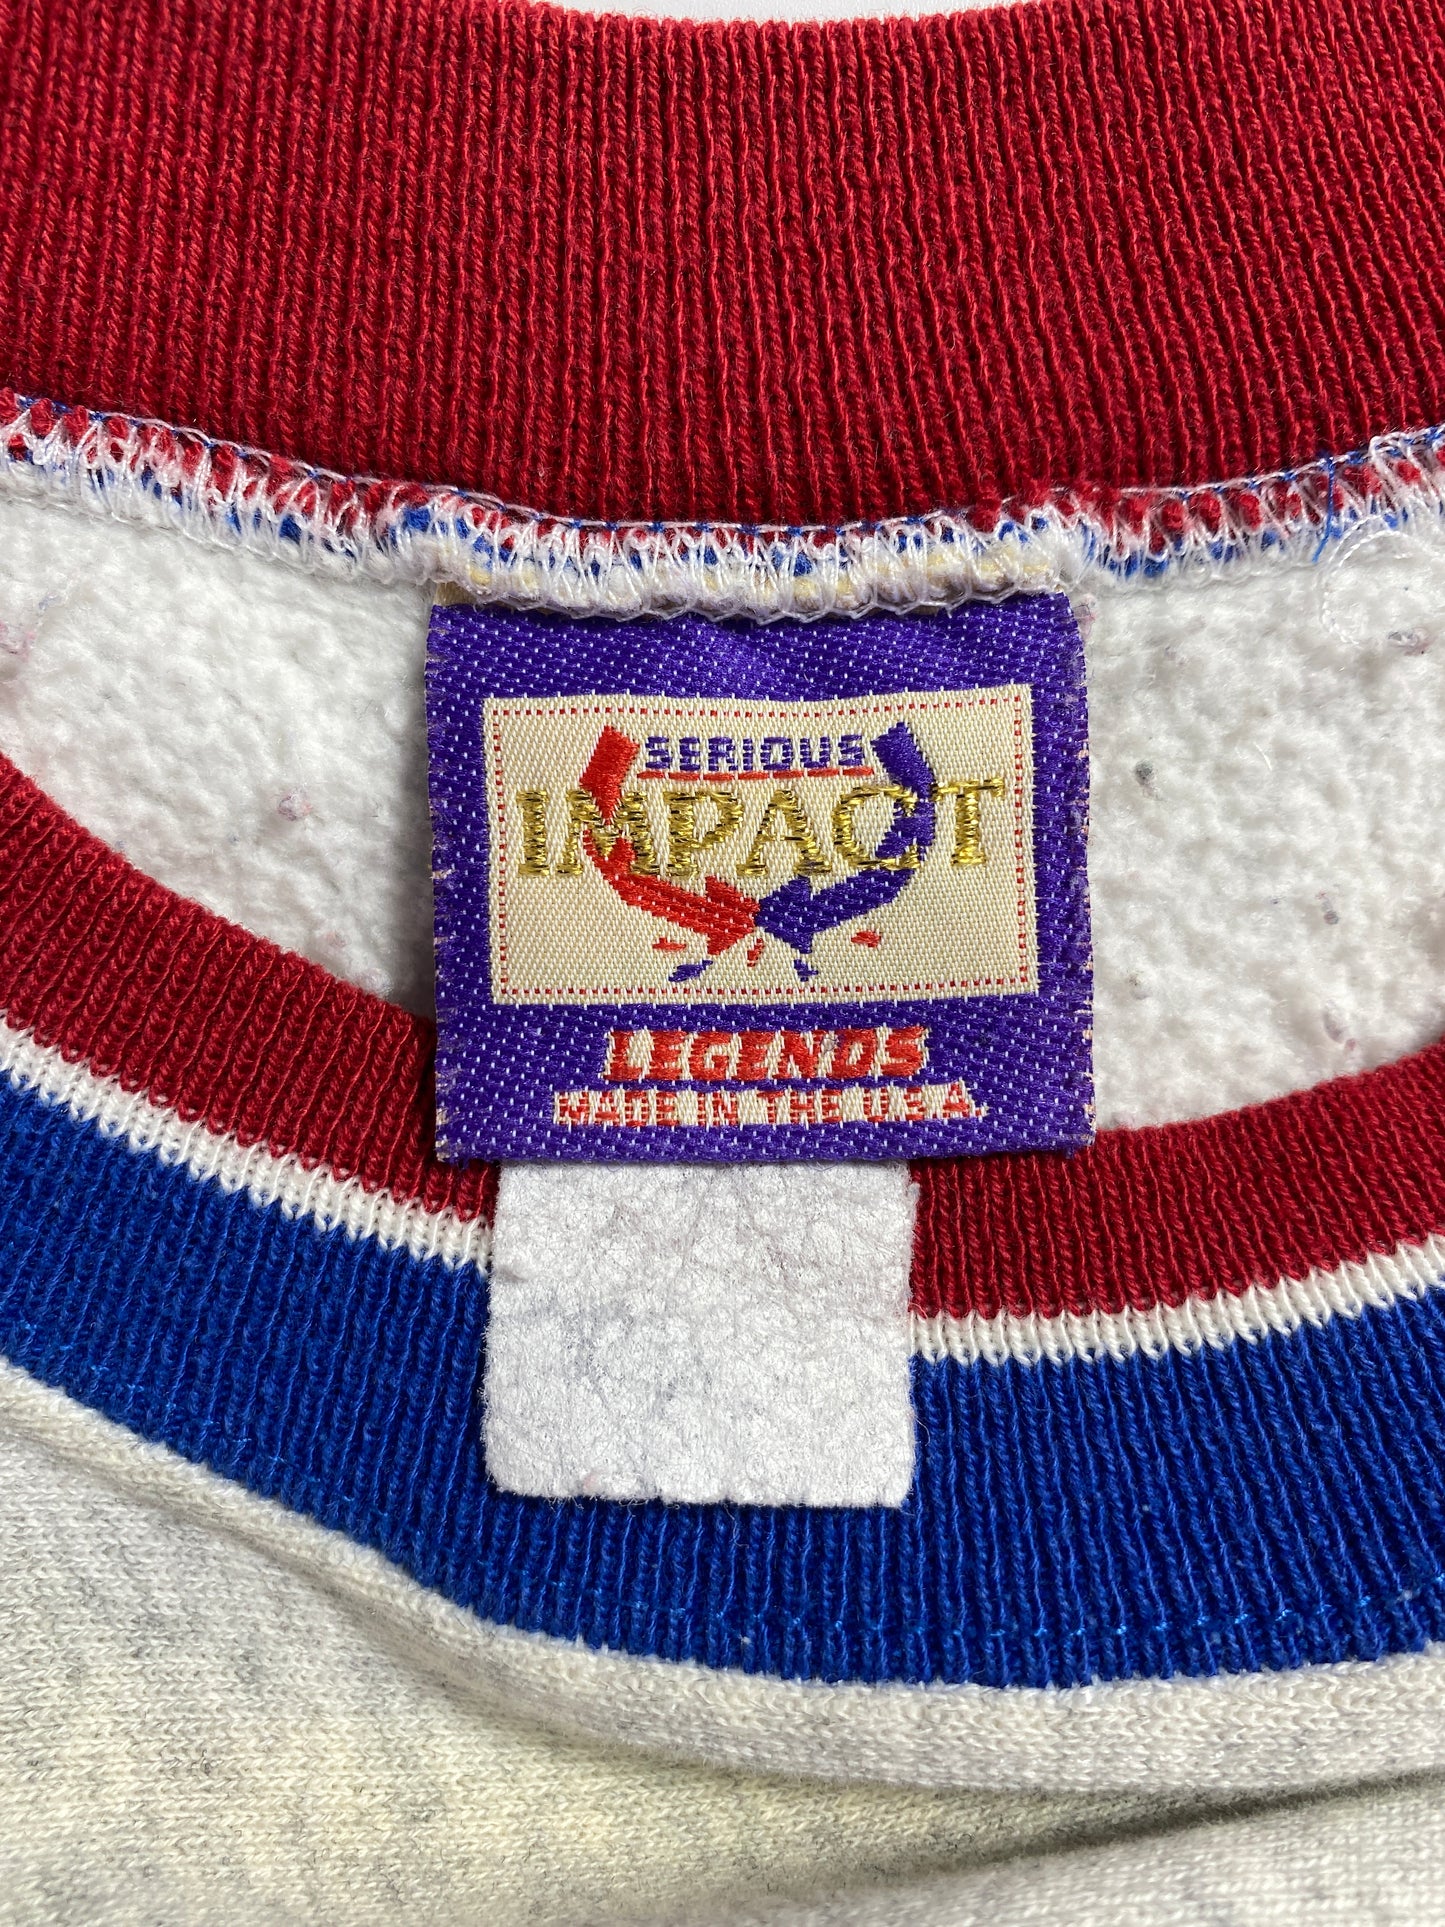 SERIOUS
IMPACT
LEGENDS
MADE IN THE U.S.A.